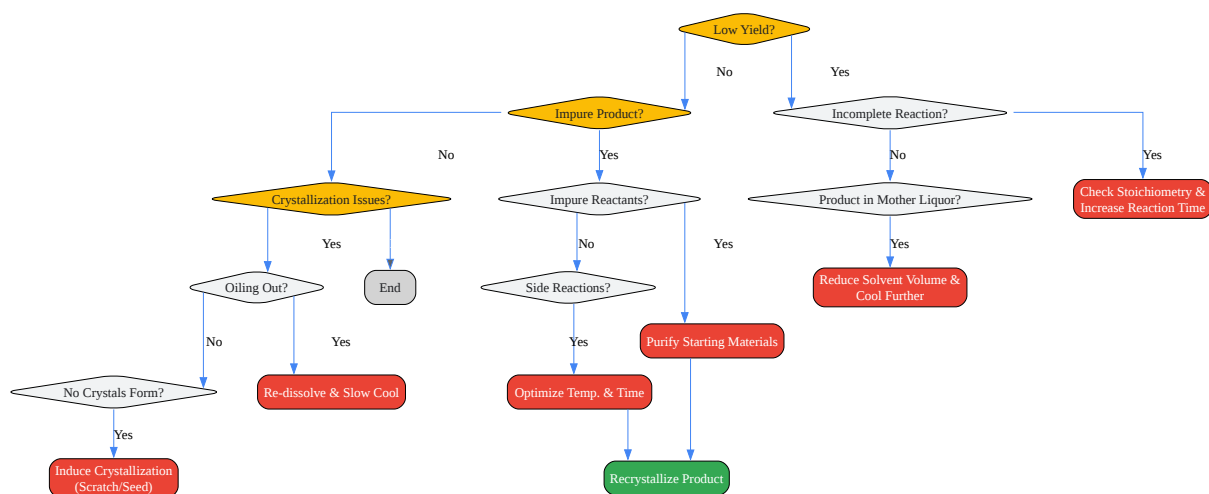 Low Yield?
No
Yes
Impure Product?
Incomplete Reaction?
No
Yes
No
Yes
Crystallization Issues?
Impure Reactants?
Product in Mother Liquor?
Check Stoichiometry &
Increase Reaction Time
Yes
No
Yes
Yes
Oiling Out?
End
Side Reactions?
Reduce Solvent Volume &
Cool Further
No
Yes
Yes
Purify Starting Materials
No Crystals Form?
Re-dissolve & Slow Cool
Optimize Temp. & Time
Yes
Induce Crystallization
(Scratch/Seed)
Recrystallize Product